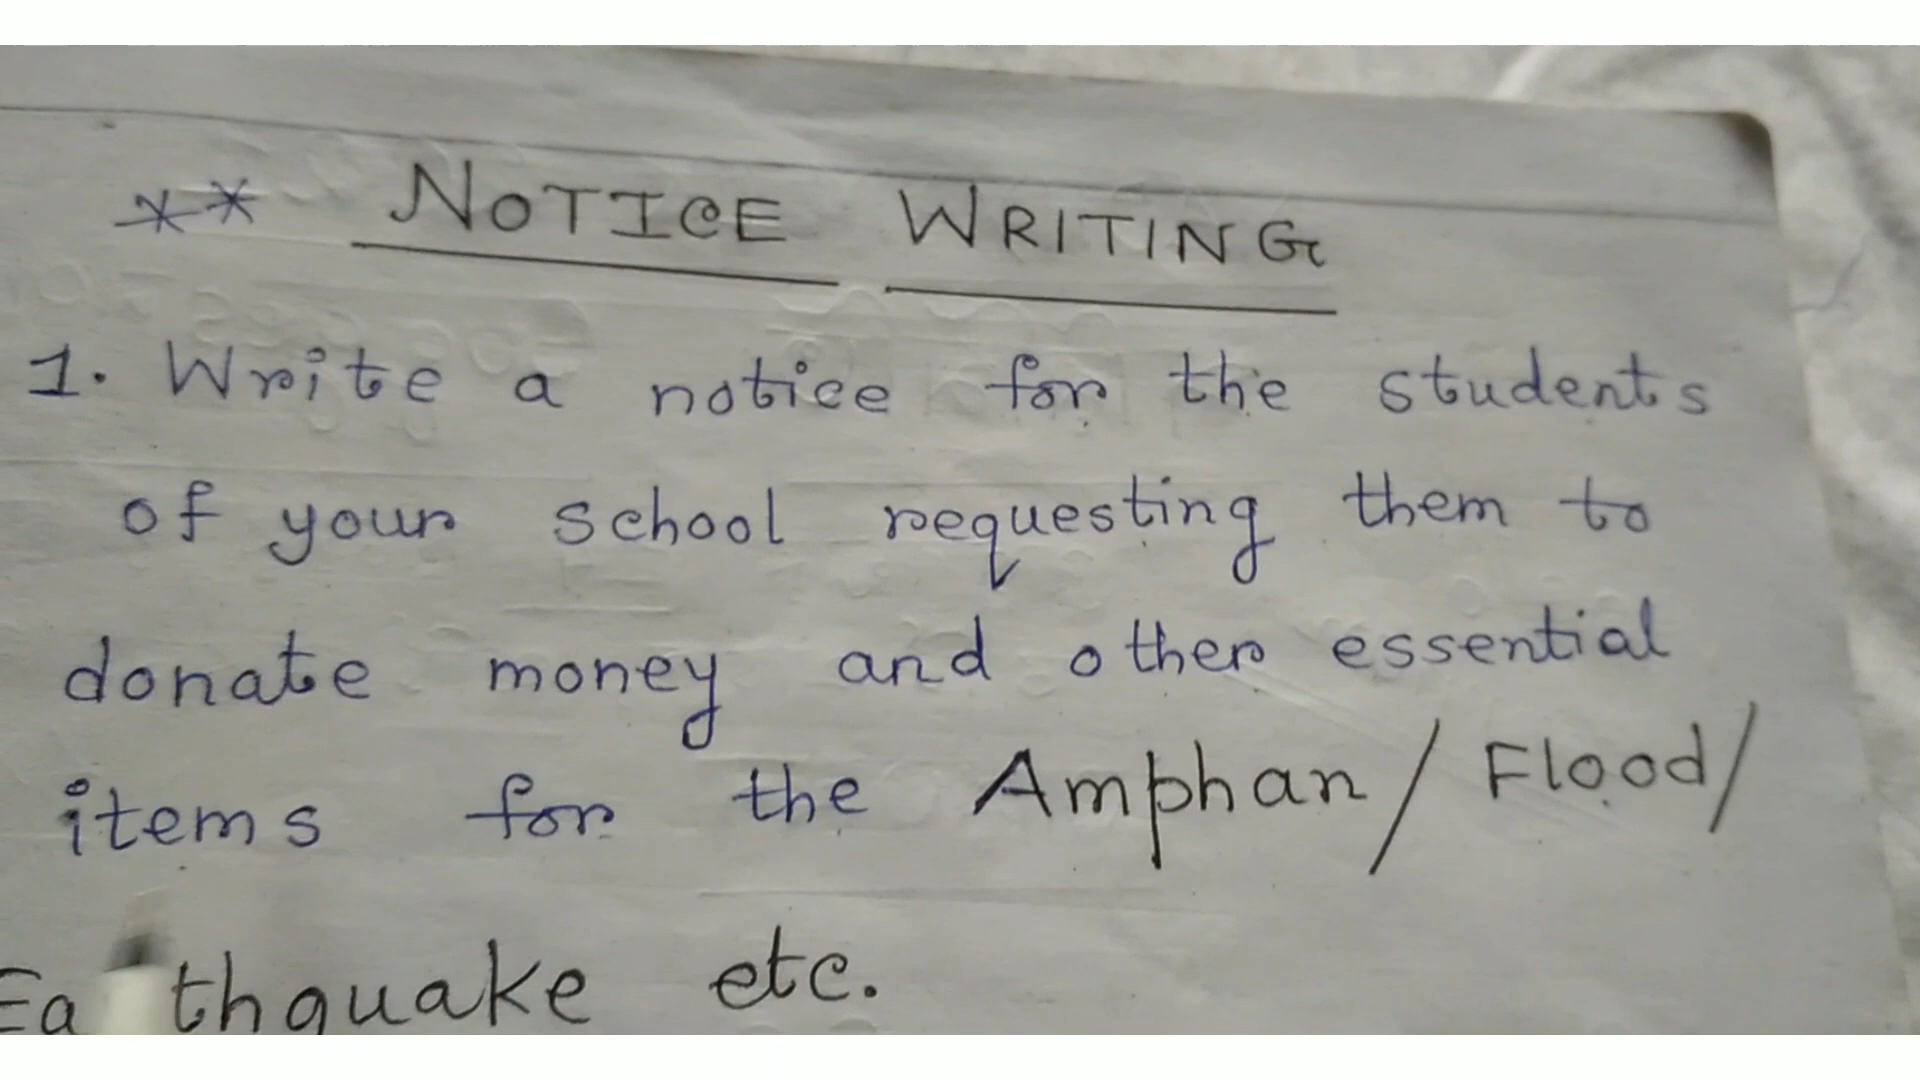 ** NOTICE WRITING
1. Write a notice for the students
of your school requesting them to
donate money and other essential
items for the Amphan / Flood/
etc.